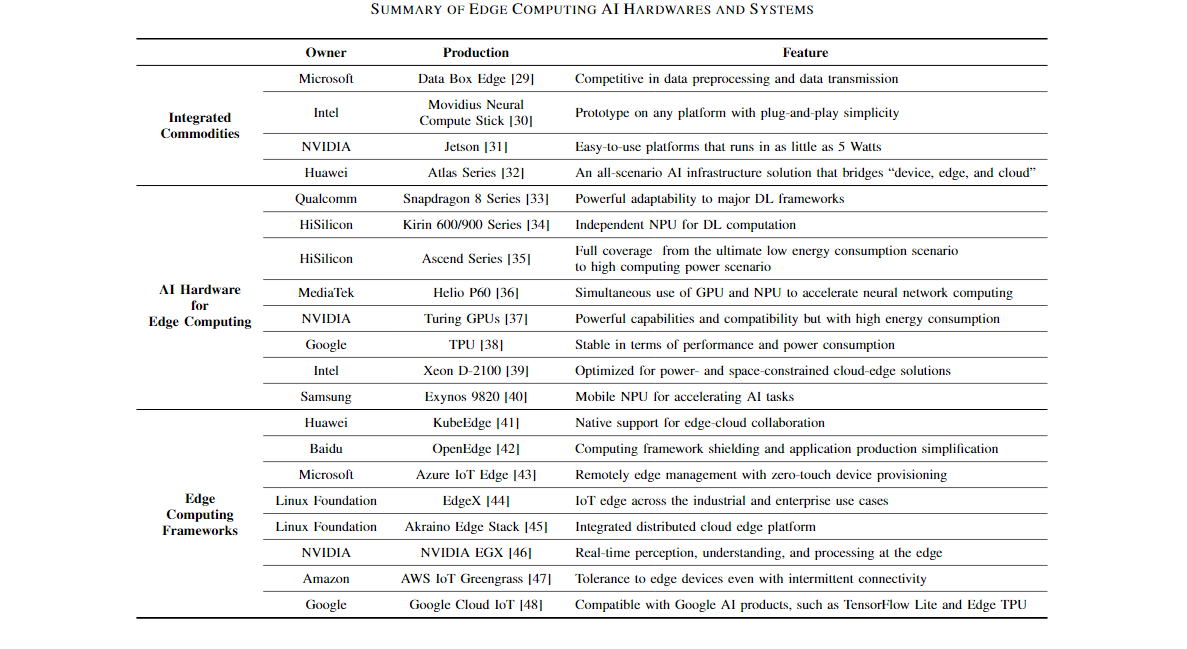 SUMMARY OF EDGE COMPUTING AI HARDWARES AND SYSTEMS
Owner Production Feature
Integrated
Commodities
Microsoft Data Box Edge [29] Competitive in data preprocessing and data transmission
Intel Movidius Neural
Compute Stick [30] Prototype on any platform with plug-and-play simplicity
NVIDIA Jetson [31] Easy-to-use platforms that runs in as little as 5 Watts
Huawei Atlas Series [32] An all-scenario AI infrastructure solution that bridges “device, edge, and cloud”
AI Hardware
for
Edge Computing
Qualcomm Snapdragon 8 Series [33] Powerful adaptability to major DL frameworks
HiSilicon Kirin 600/900 Series [34] Independent NPU for DL computation
HiSilicon Ascend Series [35] Full coverage from the ultimate low energy consumption scenario
to high computing power scenario
MediaTek Helio P60 [36] Simultaneous use of GPU and NPU to accelerate neural network computing
NVIDIA Turing GPUs [37] Powerful capabilities and compatibility but with high energy consumption
Google TPU [38] Stable in terms of performance and power consumption
Intel Xeon D-2100 [39] Optimized for power- and space-constrained cloud-edge solutions
Samsung Exynos 9820 [40] Mobile NPU for accelerating AI tasks
Edge
Computing
Frameworks
Huawei KubeEdge [41] Native support for edge-cloud collaboration
Baidu OpenEdge [42] Computing framework shielding and application production simplification
Microsoft Azure IoT Edge [43] Remotely edge management with zero-touch device provisioning
Linux Foundation EdgeX [44] IoT edge across the industrial and enterprise use cases
Linux Foundation Akraino Edge Stack [45] Integrated distributed cloud edge platform
NVIDIA NVIDIA EGX [46] Real-time perception, understanding, and processing at the edge
Amazon AWS IoT Greengrass [47] Tolerance to edge devices even with intermittent connectivity
Google Google Cloud IoT [48] Compatible with Google AI products, such as TensorFlow Lite and Edge TPU